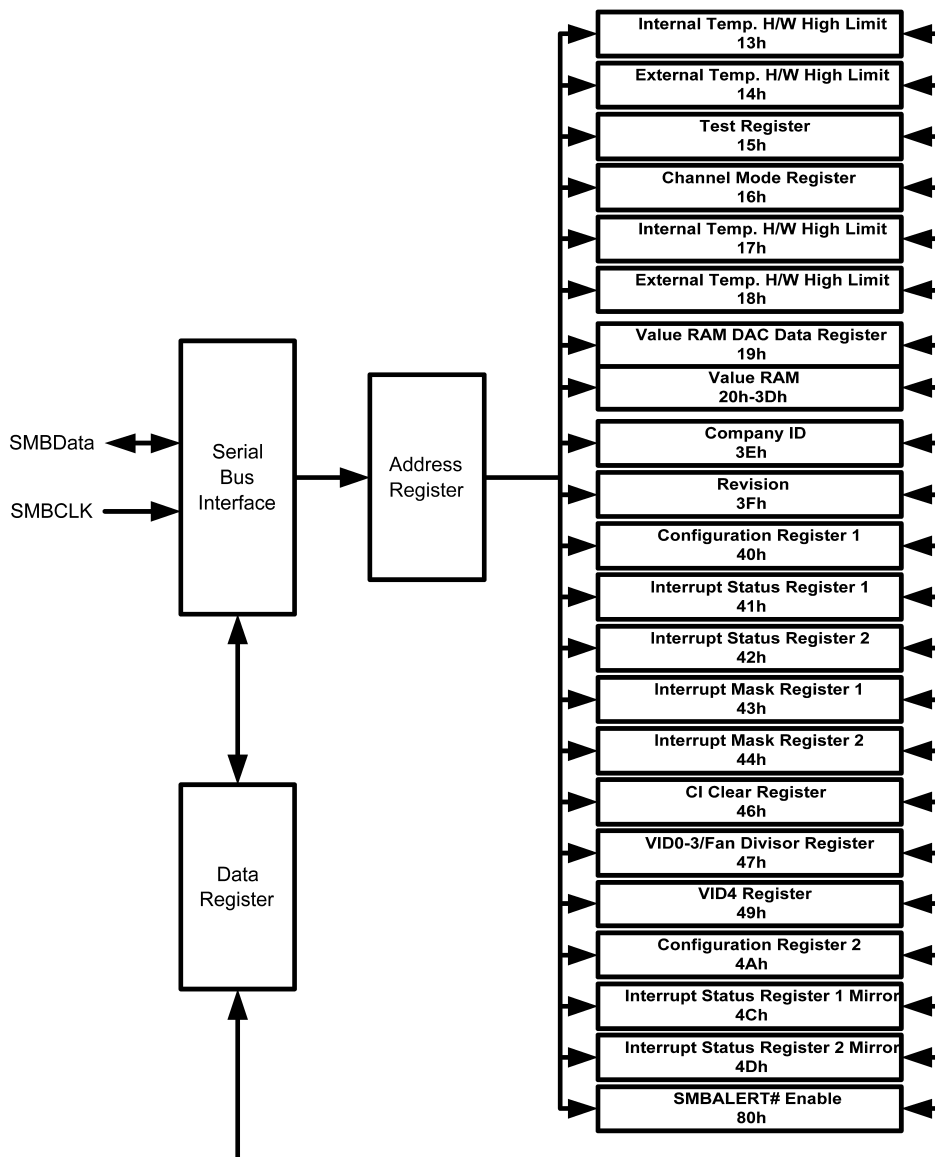 SMBData
SMBCLK
Serial
Bus
Interface
Address
Register
Data
Register
Internal Temp. H/W High Limit
13h
External Temp. H/W High Limit
14h
Test Register
15h
Channel Mode Register
16h
Internal Temp. H/W High Limit
17h
External Temp. H/W High Limit
18h
Value RAM DAC Data Register
19h
Value RAM
20h-3Dh
Company ID
3Eh
Revision
3Fh
Configuration Register 1
40h
Interrupt Status Register 1
41h
Interrupt Status Register 2
42h
Interrupt Mask Register 1
43h
Interrupt Mask Register 2
44h
CI Clear Register
46h
VID0-3/Fan Divisor Register
47h
VID4 Register
49h
Configuration Register 2
4Ah
Interrupt Status Register 1 Mirror
4Ch
Interrupt Status Register 2 Mirror
4Dh
SMBALERT# Enable
80h